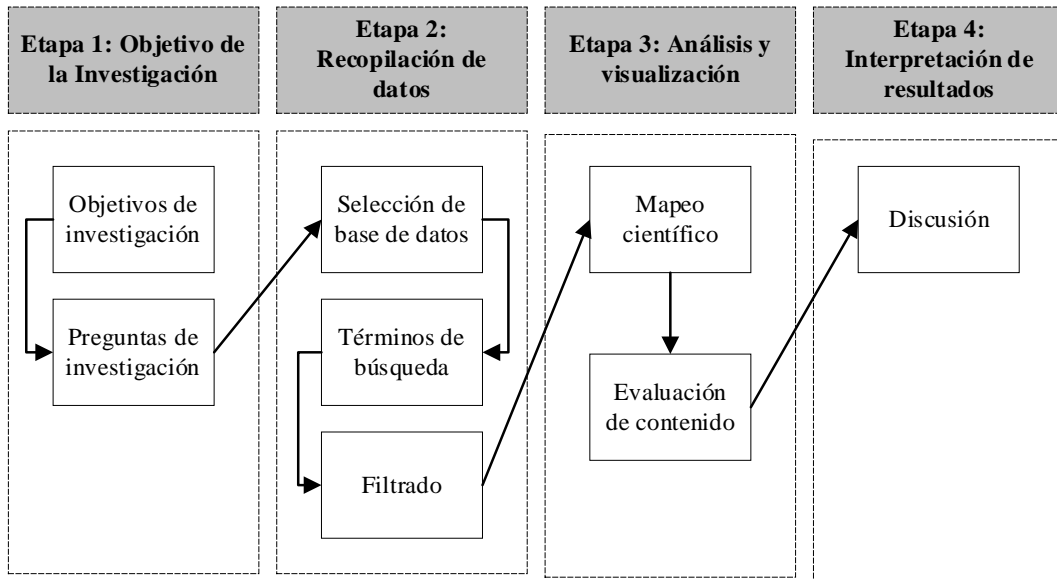 Etapa 1: Objetivo de
la Investigación
Etapa 2:
Recopilación de
datos
Etapa 3: Análisis y
visualización
Etapa 4:
Interpretación de
resultados
Objetivos de
investigación
Preguntas de
investigación
Selección de
base de datos
Términos de
búsqueda
Filtrado
Mapeo
científico
Evaluación
de contenido
Discusión